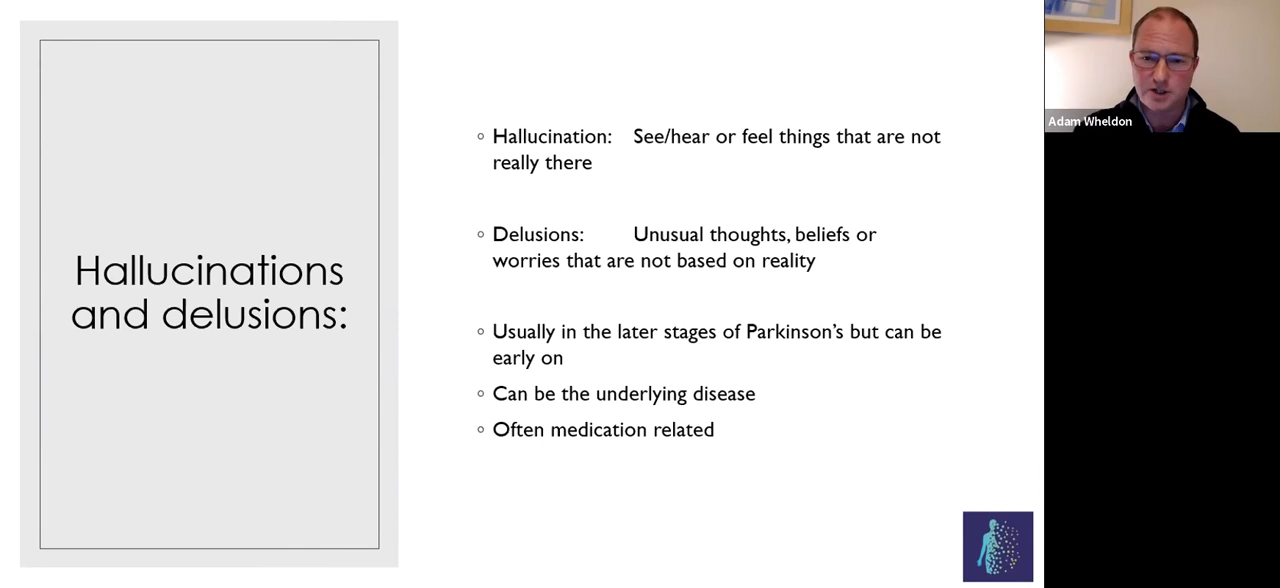 Hallucinations
and delusions:
◦ Hallucination: See/hear or feel things that are not
really there
◦ Delusions: Unusual thoughts, beliefs or
worries that are not based on reality
◦ Usually in the later stages of Parkinson’s but can be
early on
◦ Can be the underlying disease
◦ Often medication related
Adam Wheldon